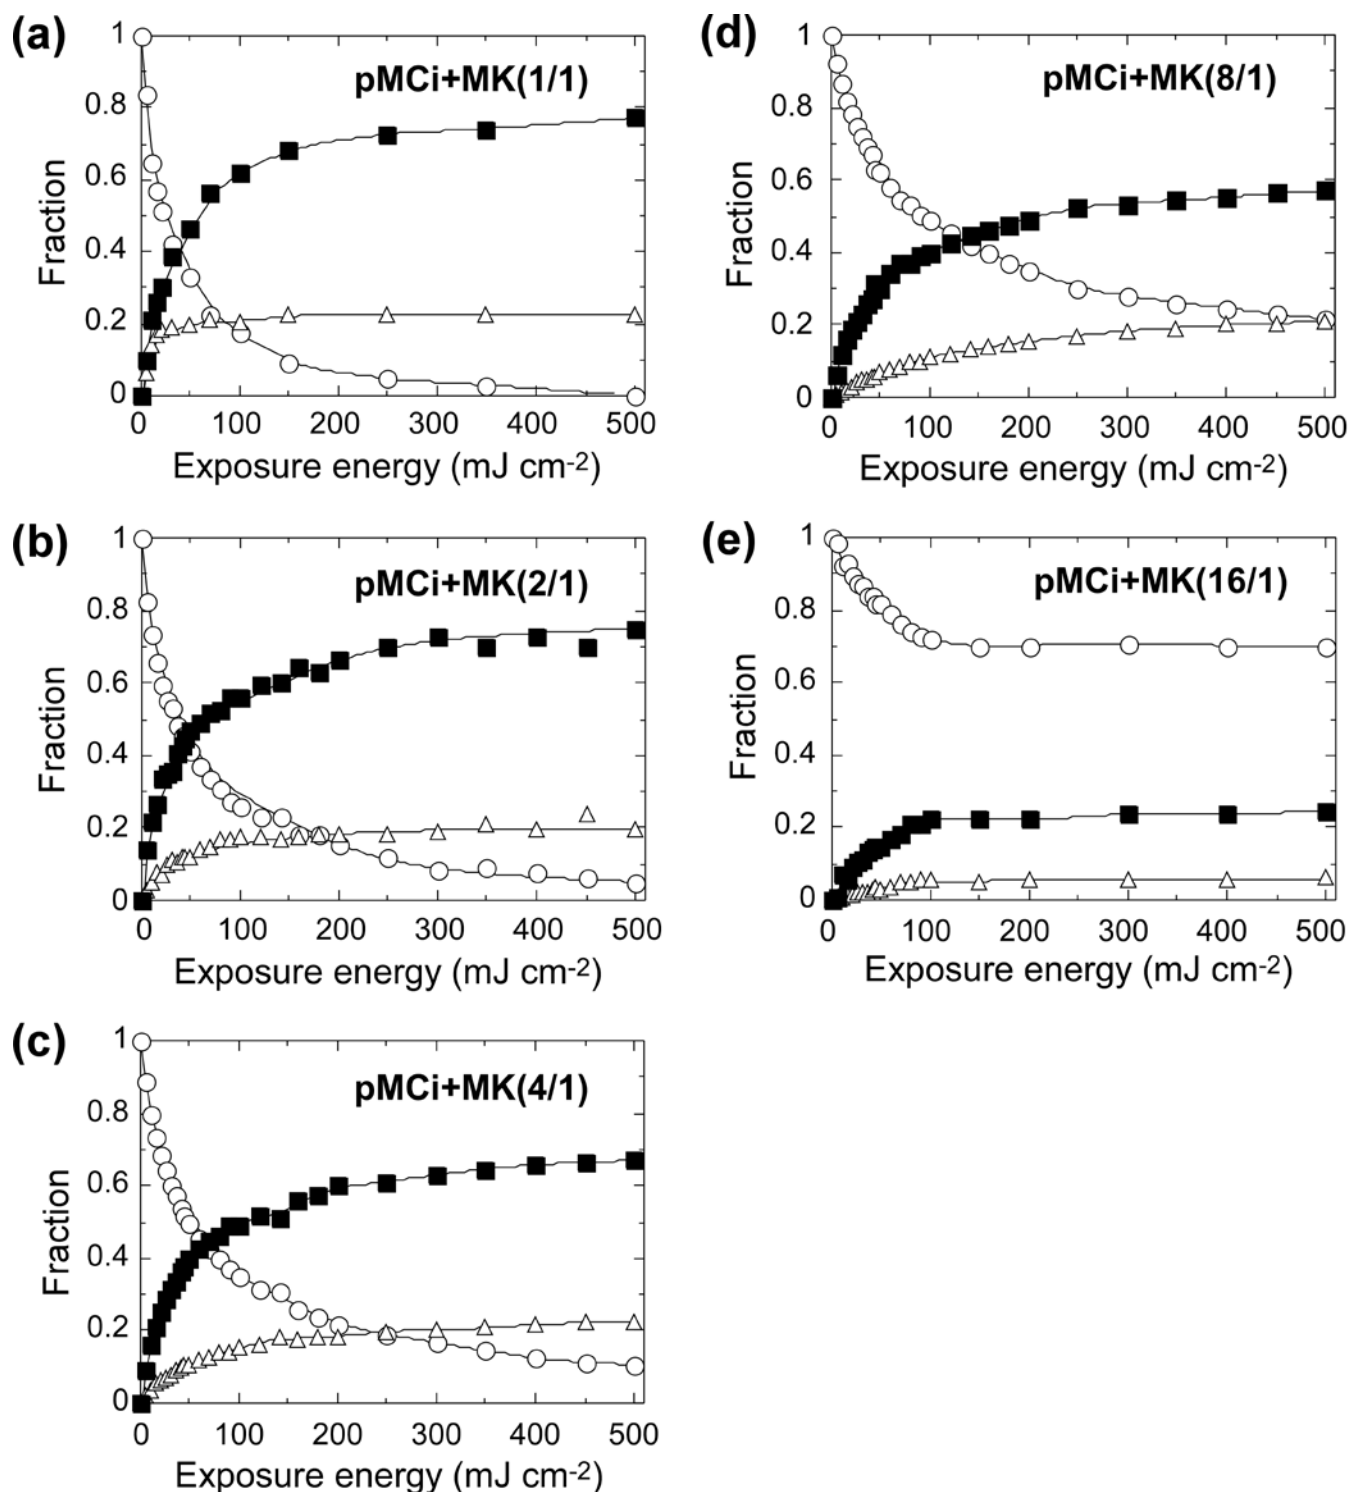 (a)
pMCi+MK(1/1)
1
0.8
0.6
0.4
0.2
0
Fraction
0 100 200 300 400 500
Exposure energy (mJ cm-2)
(b)
pMCi+MK(2/1)
1
0.8
0.6
0.4
0.2
0
Fraction
0 100 200 300 400 500
Exposure energy (mJ cm-2)
(c)
pMCi+MK(4/1)
1
0.8
0.6
0.4
0.2
0
Fraction
0 100 200 300 400 500
Exposure energy (mJ cm-2)
(d)
pMCi+MK(8/1)
1
0.8
0.6
0.4
0.2
0
Fraction
0 100 200 300 400 500
Exposure energy (mJ cm-2)
(e)
pMCi+MK(16/1)
1
0.8
0.6
0.4
0.2
0
Fraction
0 100 200 300 400 500
Exposure energy (mJ cm-2)